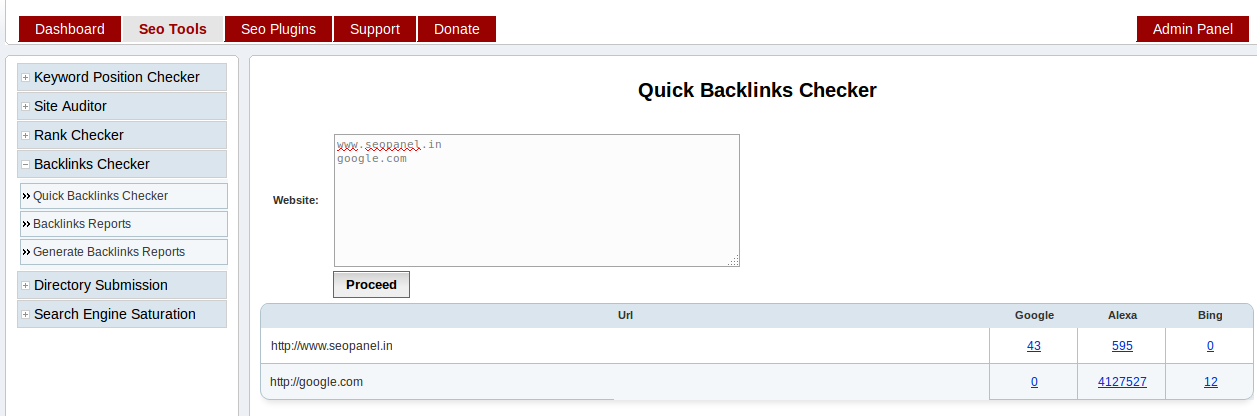 Dashboard Seo Tools Seo Plugins Support Donate Admin Panel
Keyword Position Checker
Site Auditor
Rank Checker
Backlinks Checker
Quick Backlinks Checker
Backlinks Reports
Generate Backlinks Reports
Directory Submission
Search Engine Saturation
Quick Backlinks Checker
Website:
www.seopanel.in
google.com
Proceed
Url Google Alexa Bing
http://www.seopanel.in 43 595 0
http://google.com 0 4127527 12